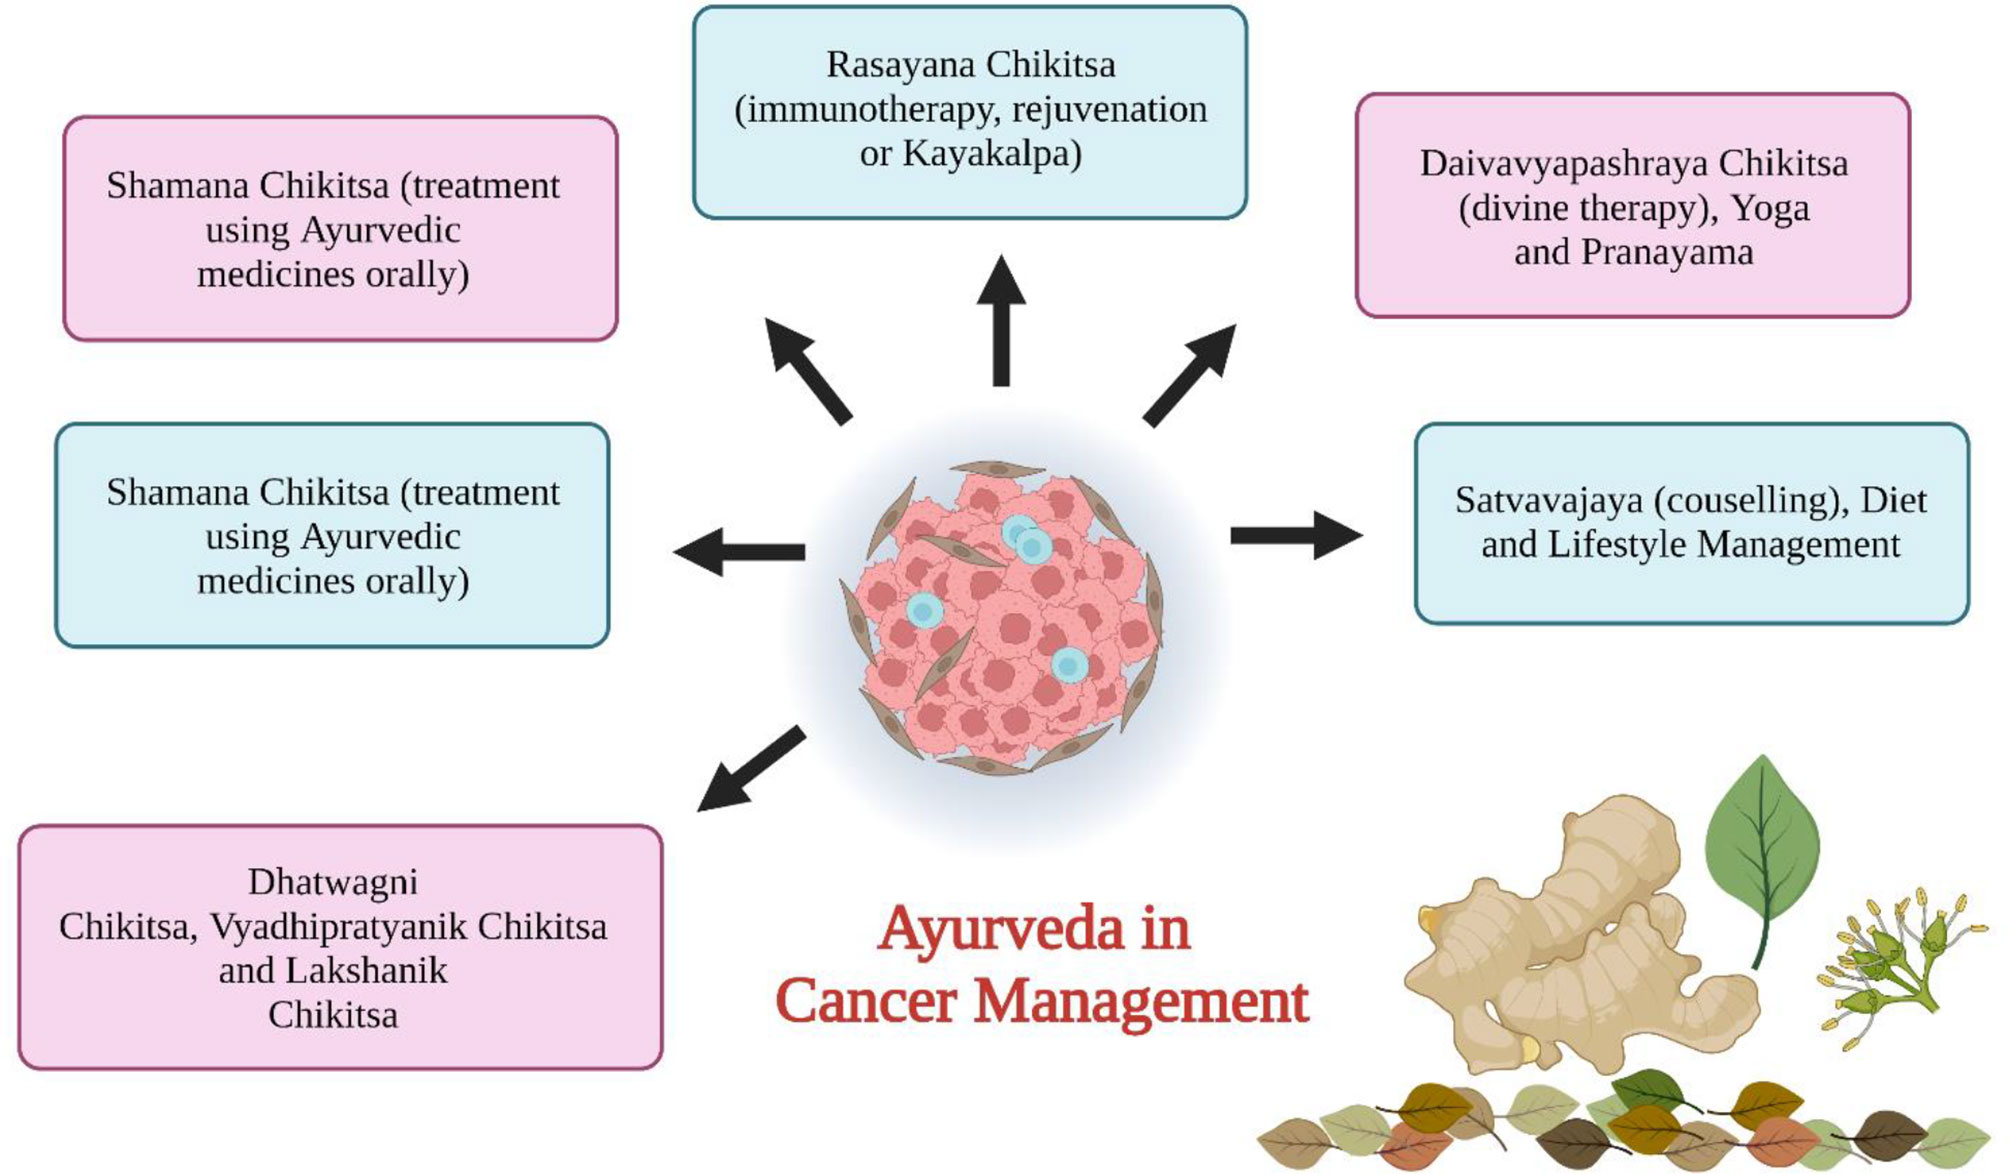 Rasayana Chikitsa
(immunotherapy, rejuvenation
or Kayakalpa)
Shamana Chikitsa (treatment
using Ayurvedic
medicines orally)
Daivavyapashraya Chikitsa
(divine therapy), Yoga
and Pranayama
Shamana Chikitsa (treatment
using Ayurvedic
medicines orally)
Satvavajaya (couselling), Diet
and Lifestyle Management
Dhatwagni
Chikitsa, Vyadhipratyanik Chikitsa
and Lakshanik
Chikitsa
Ayurveda in
Cancer Management